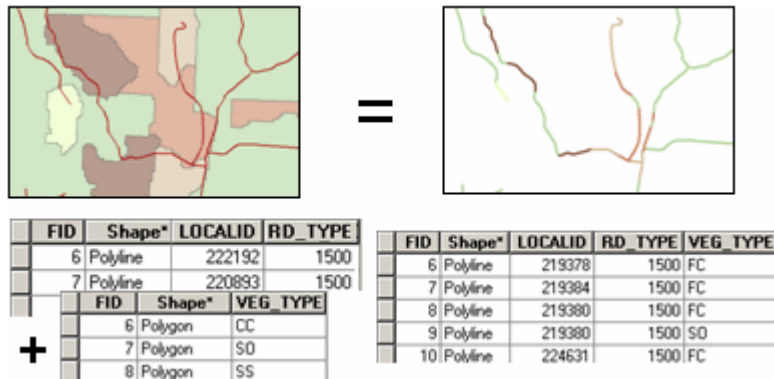 =
FID Shape* LOCALID RD_TYPE
6 Polyline 222192 1500
7 Polyline 220893 1500
+
FID Shape* VEG_TYPE
6 Polygon CC
7 Polygon SO
8 Polygon SS
FID Shape* LOCALID RD_TYPE VEG_TYPE
6 Polyline 219378 1500 FC
7 Polyline 219384 1500 FC
8 Polyline 219380 1500 FC
9 Polyline 219380 1500 SO
10 Polyline 224631 1500 FC